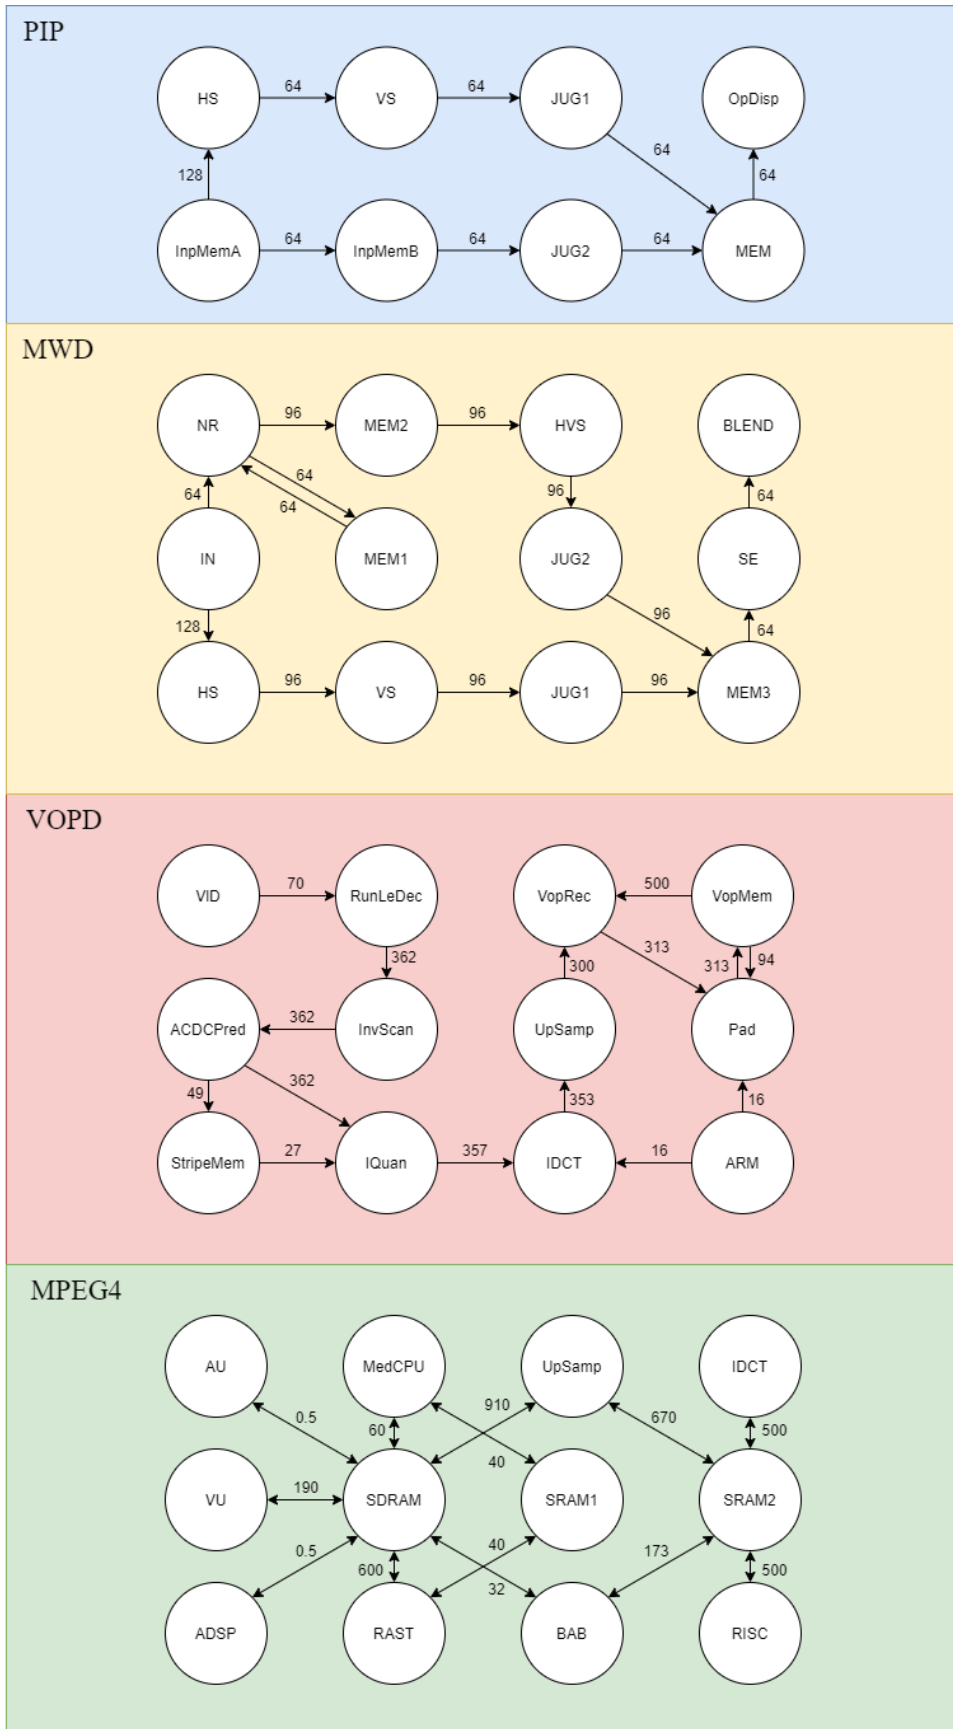 PIP
64 64
HS VS JUG1 OpDisp
64
128 64
64 64 64
InpMemA InpMemB JUG2 MEM
MWD
96 96
NR MEM2 HVS BLEND
64
64 64 96 64
IN MEM1 JUG2 SE
96
128 64
96 96 96
HS VS JUG1 MEM3
VOPD
70 500
VID RunLeDec VopRec VopMem
313
362 300 313 94
362
ACDCPred InvScan UpSamp Pad
362
49 353 16
27 357 16
StripeMem IQuan IDCT ARM
MPEG4
AU MedCPU UpSamp IDCT
0.5 910 670
60 500
40
190
VU SDRAM SRAM1 SRAM2
0.5 40 173
600 500
32
ADSP RAST BAB RISC